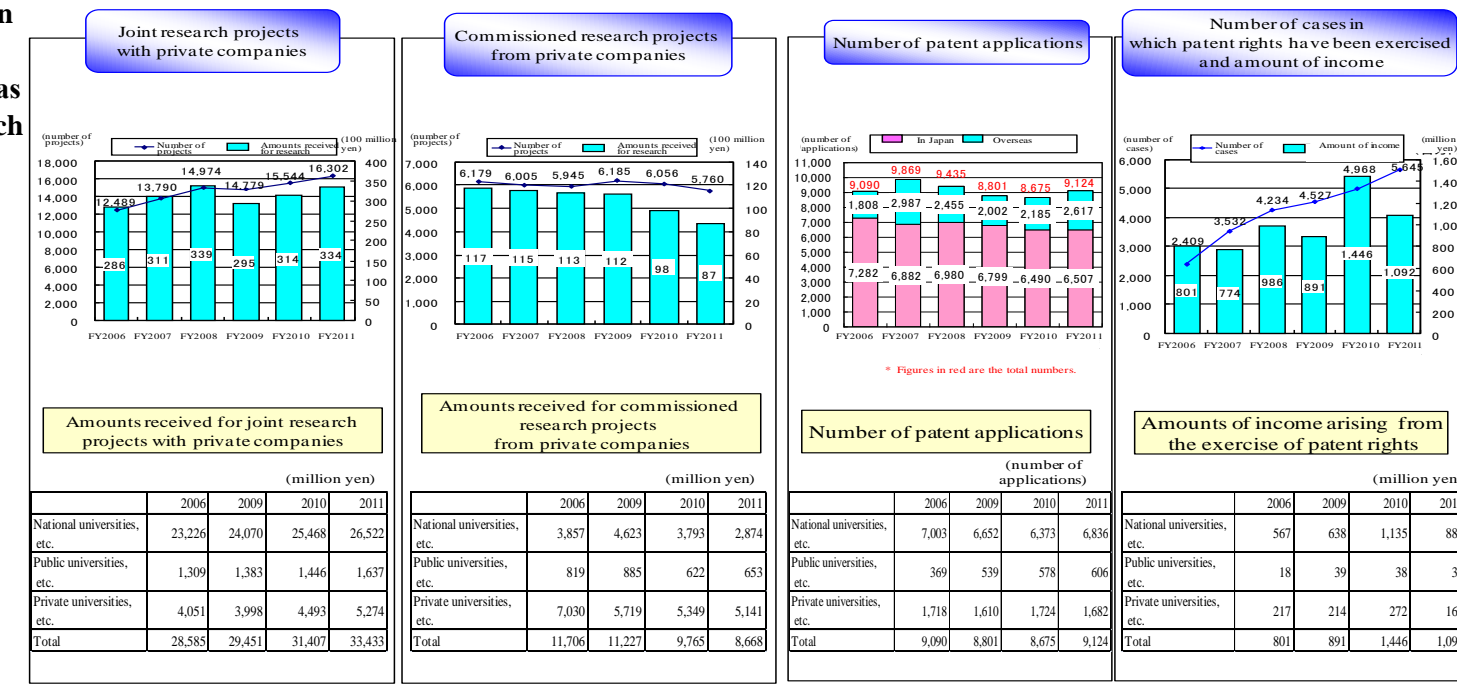 n
as
ch
Joint research projects
with private companies
(number of
projects)
Number of
projects
Amounts received
for research
(100 million
yen)
18,000
16,000
14,000
12,000
10,000
8,000
6,000
4,000
2,000
0
400
350
300
250
200
150
100
50
0
12,489
13,790
14,974
14,779
15,544
16,302
286
311
339
295
314
334
FY2006 FY2007 FY2008 FY2009 FY2010 FY2011
Amounts received for joint research
projects with private companies
(million yen)
2006 2009 2010 2011
National universities, etc. 23,226 24,070 25,468 26,522
Public universities, etc. 1,309 1,383 1,446 1,637
Private universities, etc. 4,051 3,998 4,493 5,274
Total 28,585 29,451 31,407 33,433
Commissioned research projects
from private companies
(number of
projects)
Number of
projects
Amounts received
for research
(100 million
yen)
7,000
6,000
5,000
4,000
3,000
2,000
1,000
0
140
120
100
80
60
40
20
0
6,179
6,005
5,945
6,185
6,056
5,760
117
115
113
112
98
87
FY2006 FY2007 FY2008 FY2009 FY2010 FY2011
Amounts received for commissioned
research projects
from private companies
(million yen)
2006 2009 2010 2011
National universities, etc. 3,857 4,623 3,793 2,874
Public universities, etc. 819 885 622 653
Private universities, etc. 7,030 5,719 5,349 5,141
Total 11,706 11,227 9,765 8,668
Number of patent applications
(number of
applications)
In Japan
Overseas
11,000
10,000
9,000
8,000
7,000
6,000
5,000
4,000
3,000
2,000
1,000
0
9,090
9,869
9,435
8,801
8,675
9,124
1,808
2,987
2,455
2,002
2,185
2,617
7,282
6,882
6,980
6,799
6,490
6,507
FY2006 FY2007 FY2008 FY2009 FY2010 FY2011
* Figures in red are the total numbers.
Number of patent applications
(number of
applications)
2006 2009 2010 2011
National universities, etc. 7,003 6,652 6,373 6,836
Public universities, etc. 369 539 578 606
Private universities, etc. 1,718 1,610 1,724 1,682
Total 9,090 8,801 8,675 9,124
Number of cases in
which patent rights have been exercised
and amount of income
(number of
cases)
Number of
cases
Amount of income
(million
yen)
6,000
5,000
4,000
3,000
2,000
1,000
0
1,60
1,40
1,20
1,00
800
600
400
200
0
2,409
3,532
4,234
4,527
4,968
5,645
801
774
986
891
1,446
1,092
FY2006 FY2007 FY2008 FY2009 FY2010 FY2011
Amounts of income arising from
the exercise of patent rights
(million yen
2006 2009 2010 201
National universities, etc. 567 638 1,135 88
Public universities, etc. 18 39 38 3
Private universities, etc. 217 214 272 16
Total 801 891 1,446 1,09